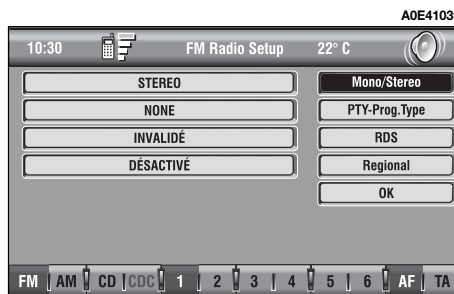 A0E4103
10:30 FM Radio Setup 22° C
STEREO Mono/Stereo
NONE PTY-Prog.Type
INVALIDÉ RDS
DÉSACTIVÉ Regional
OK
FM AM CD CDC 1 2 3 4 5 6 AF TA